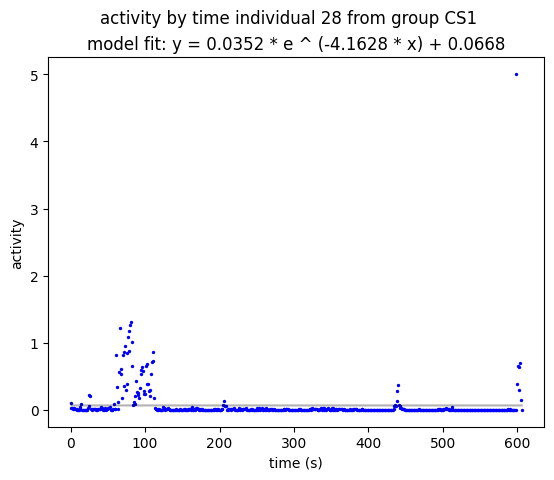 activity by time individual 28 from group CS1
model fit: y = 0.0352 * e ^ (-4.1628 * x) + 0.0668
5
4
activity
3
2
1
0
0 100 200 300 400 500 600
time (s)